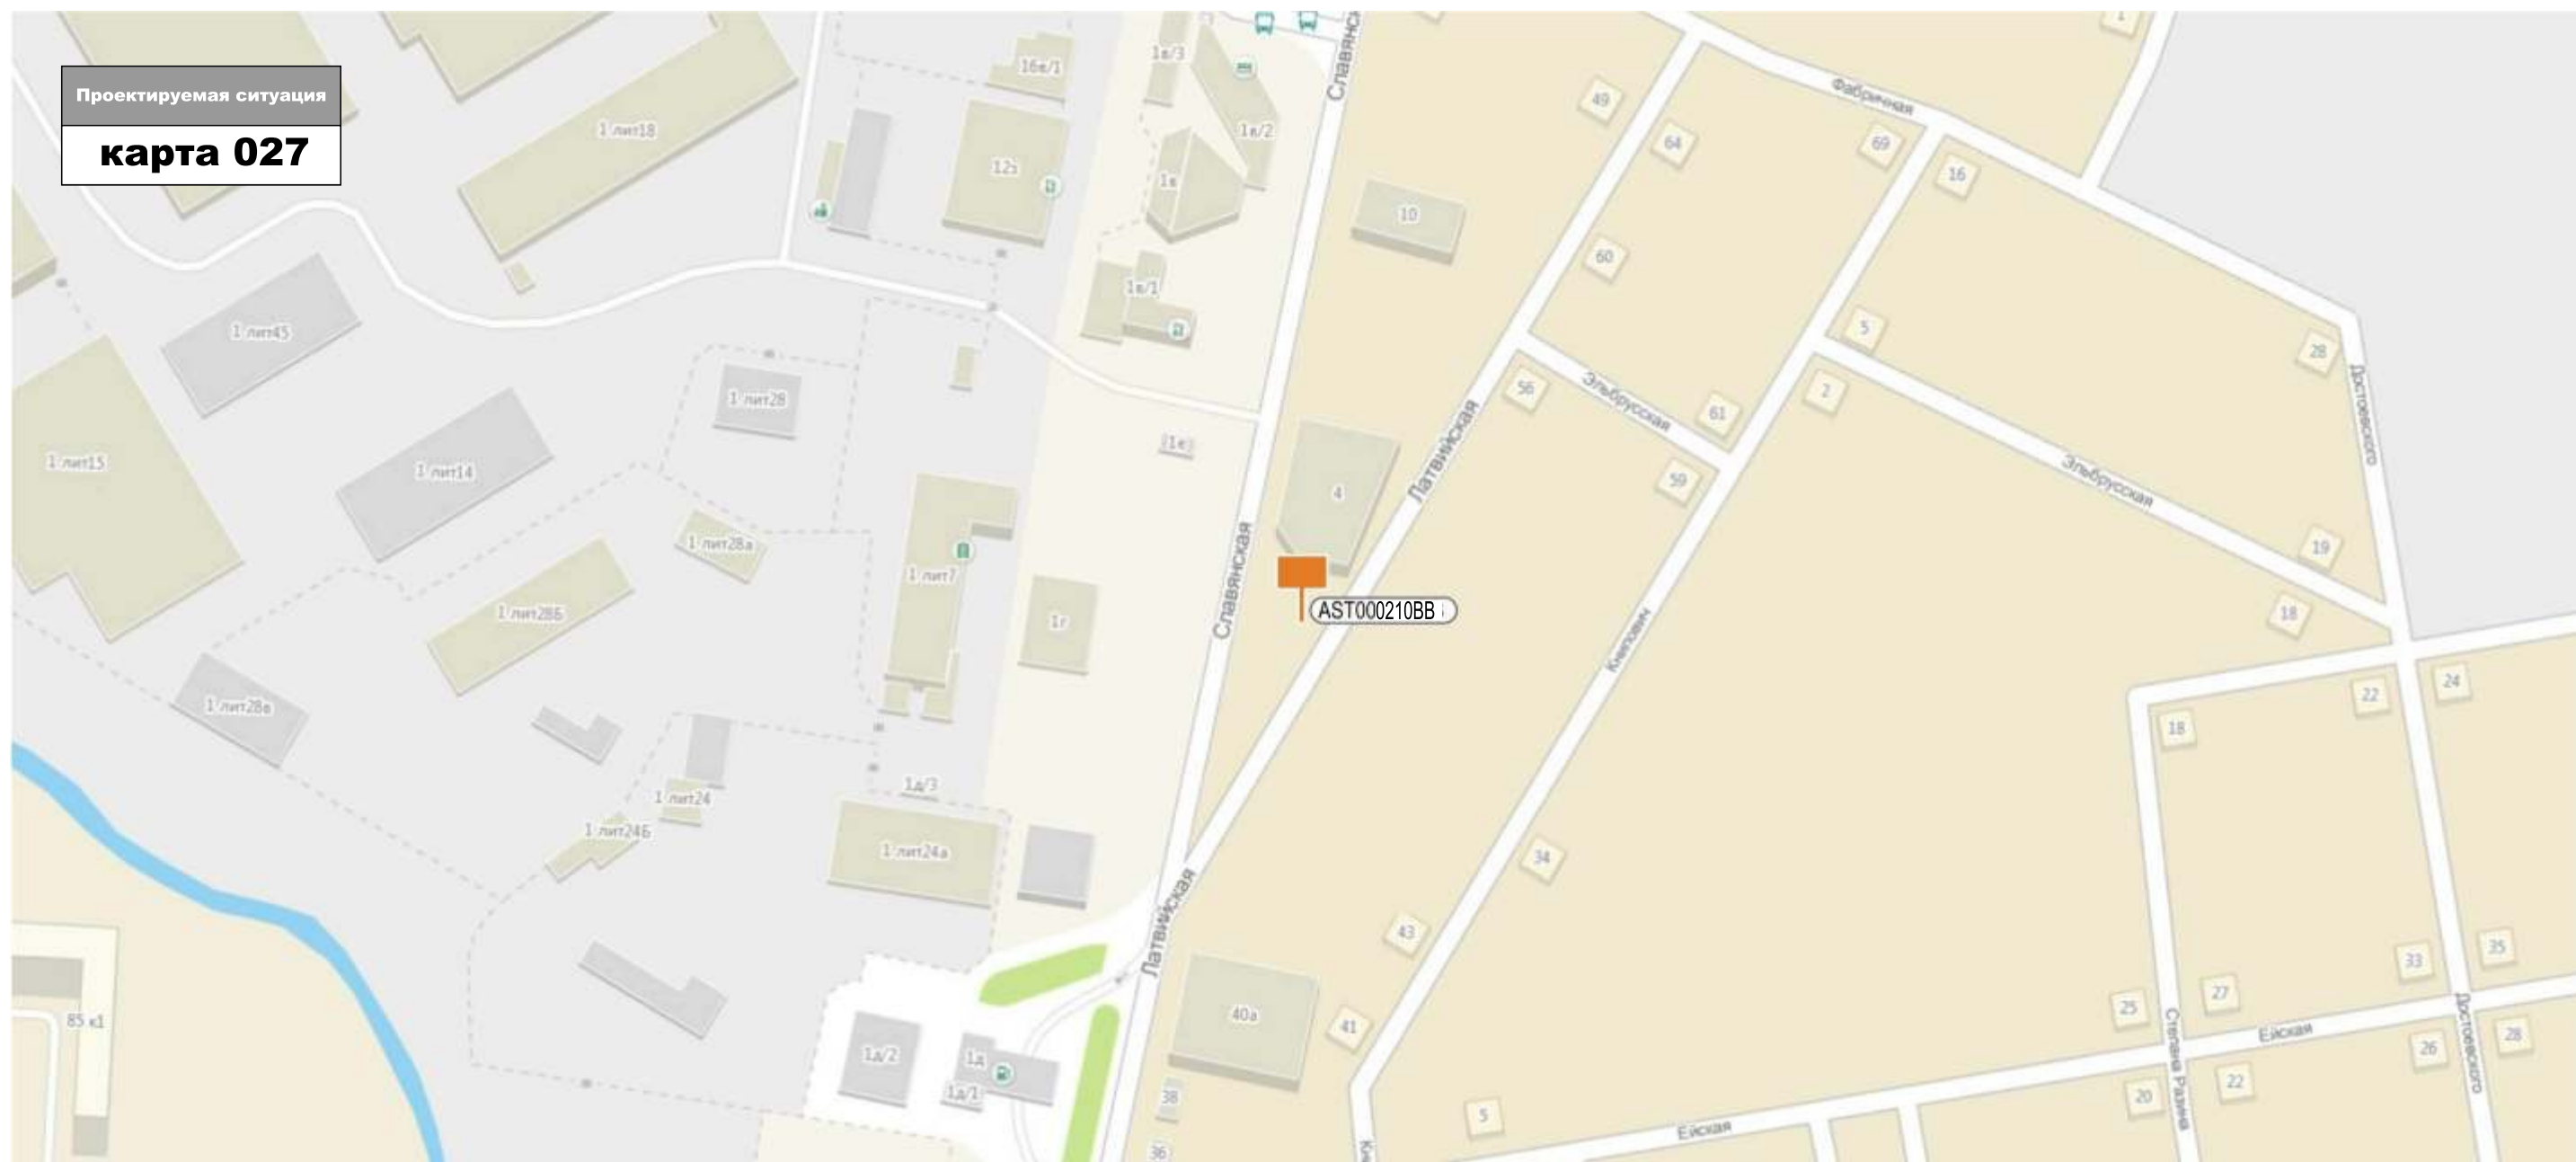 Проектируемая ситуация
карта 027
1 лит18
16в/1
1в/3
1в/2
12з
1в
1в/1
Славянск
10
49
64
60
Фабричная
69
16
1
5
2
28
Достоевского
1 лит45
1 лит14
1 лит15
1 лит28
1е
4
Латвийская
56
Эльбрусская
61
59
Эльбрусская
19
18
1 лит28а
1 лит28Б
1 лит7
1г
Славянская
AST000210BB
Книпович
1 лит28в
1 лит24
1 лит24Б
1д/3
1 лит24а
Латвийская
34
43
41
40а
22
24
18
85 к1
1д/2
1д
1д/1
38
36
Кн
5
Ейская
25
27
33
35
Степана Разина
Ейская
Достоевского
20
22
26
28